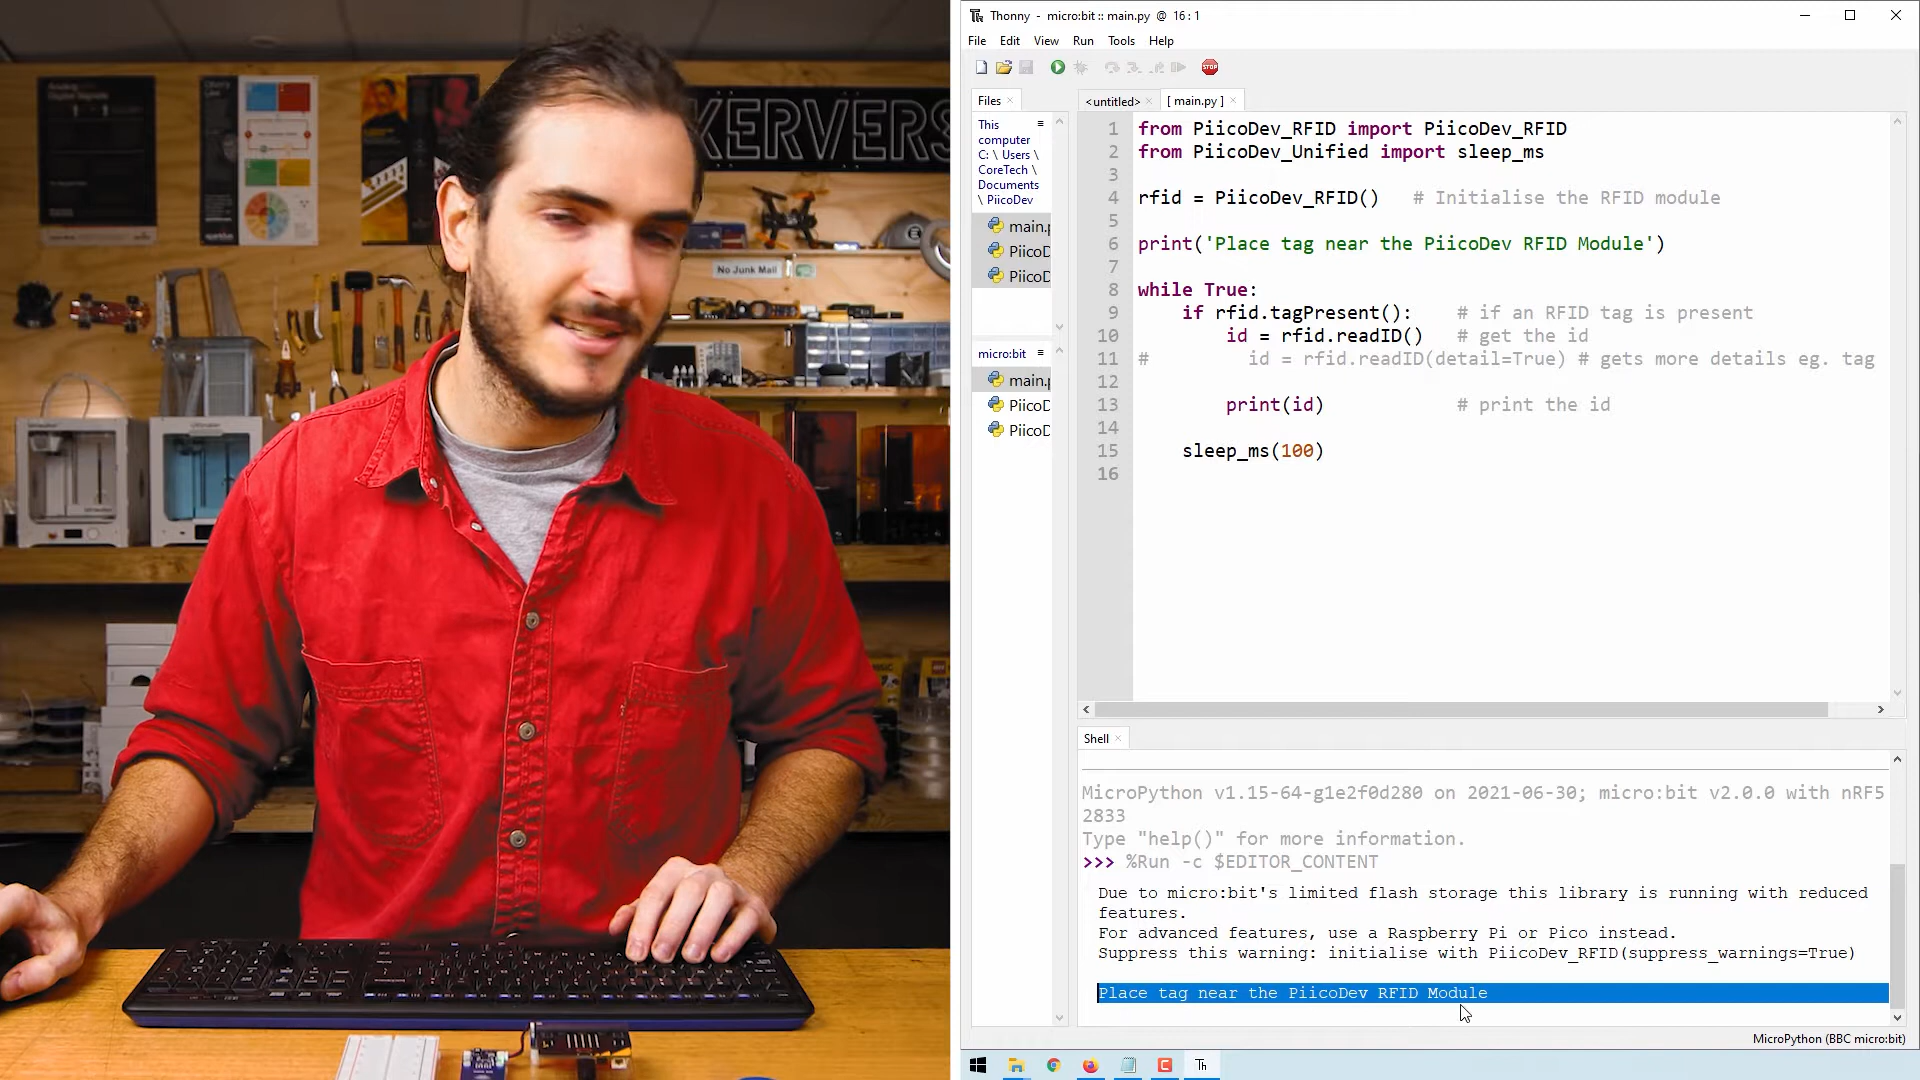 KERVERS
No Junk Mail
Thonny - micro:bit :: main.py @ 16 : 1
File Edit View Run Tools Help
STOP
Files
<untitled> [ main.py ]
This
computer
C: \ Users \
CoreTech \
Documents
\ PiicoDev
main.p
PiicoD
PiicoD
micro:bit
main.p
PiicoD
PiicoD
1 from PiicoDev_RFID import PiicoDev_RFID
2 from PiicoDev_Unified import sleep_ms
3
4 rfid = PiicoDev_RFID() # Initialise the RFID module
5
6 print('Place tag near the PiicoDev RFID Module')
7
8 while True:
9 if rfid.tagPresent(): # if an RFID tag is present
10 id = rfid.readID() # get the id
11 # id = rfid.readID(detail=True) # gets more details eg. tag
12
13 print(id) # print the id
14
15 sleep_ms(100)
16
Shell
MicroPython v1.15-64-g1e2f0d280 on 2021-06-30; micro:bit v2.0.0 with nRF5
2833
Type "help()" for more information.
>>> %Run -c $EDITOR_CONTENT
Due to micro:bit's limited flash storage this library is running with reduced
features.
For advanced features, use a Raspberry Pi or Pico instead.
Suppress this warning: initialise with PiicoDev_RFID(suppress_warnings=True)
Place tag near the PiicoDev RFID Module
MicroPython (BBC micro:bit)
Th